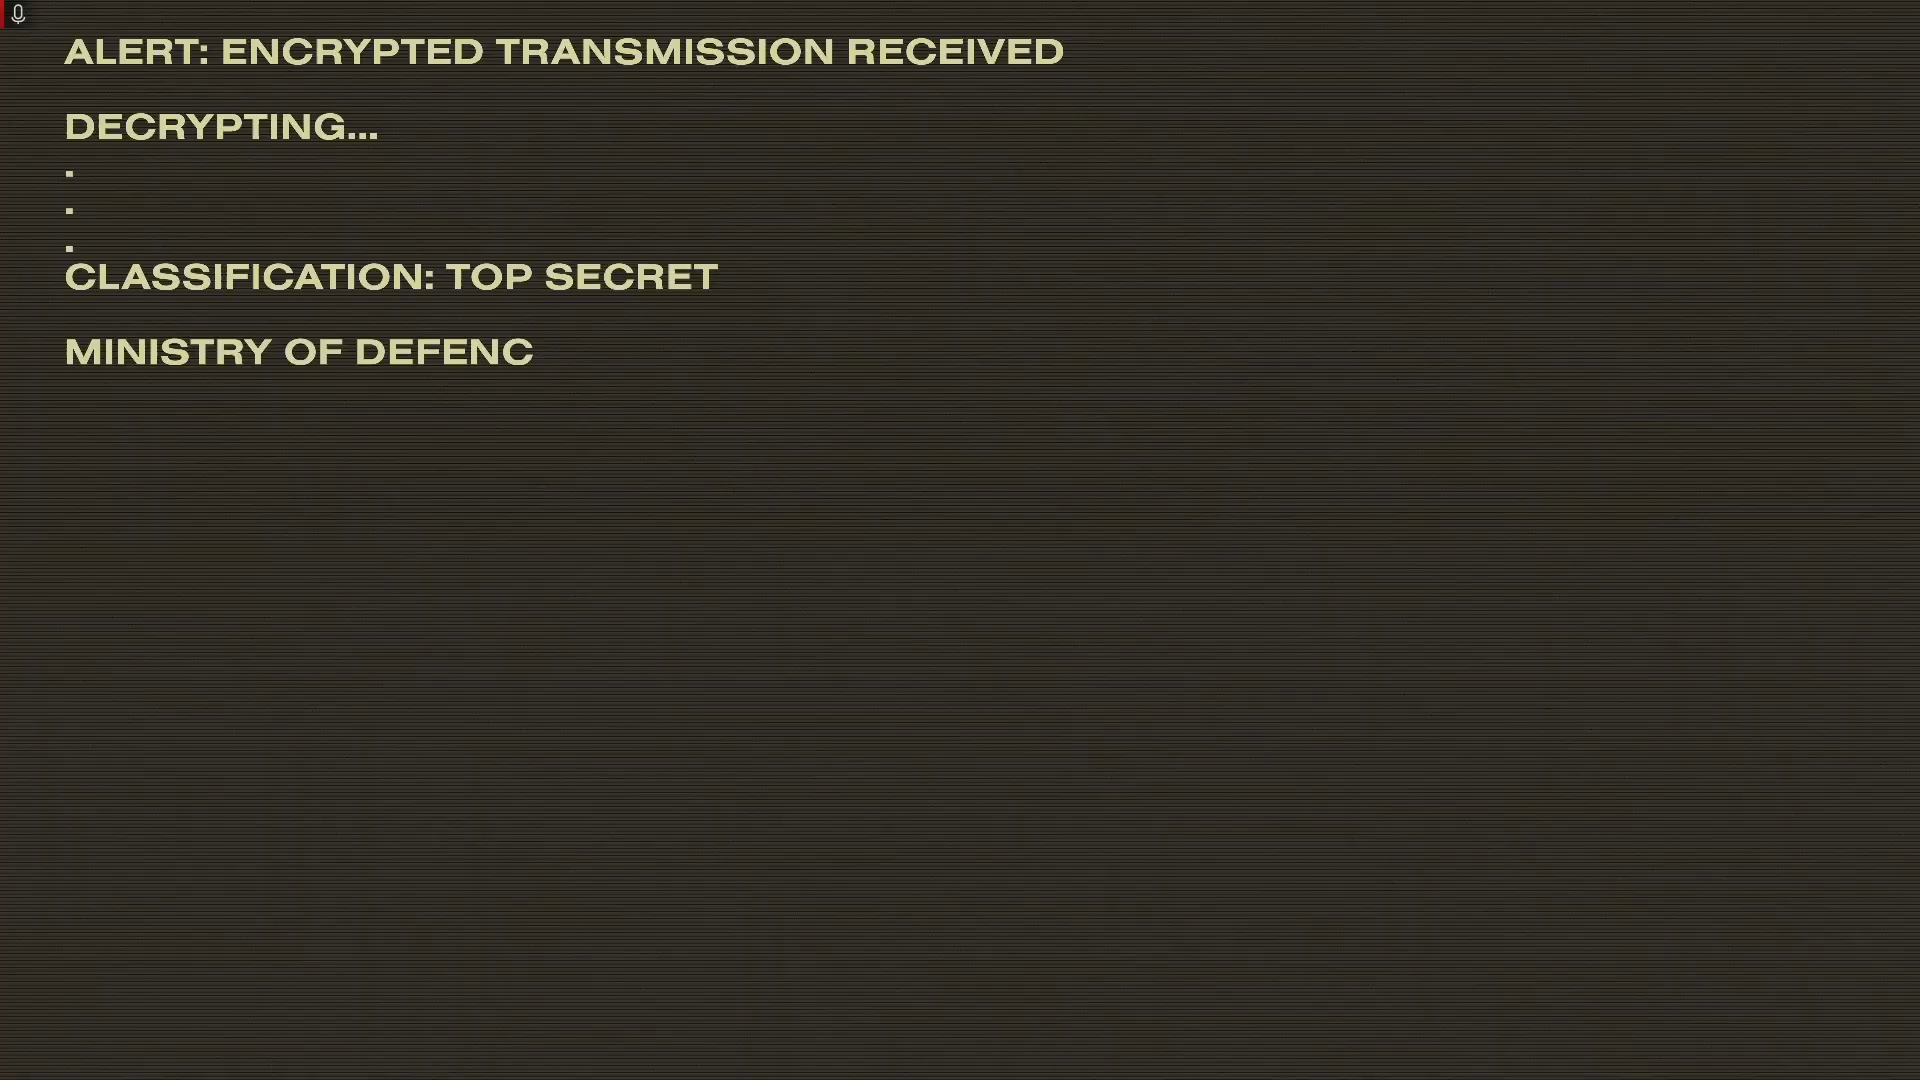 ALERT: ENCRYPTED TRANSMISSION RECEIVED
DECRYPTING...
.
.
.
CLASSIFICATION: TOP SECRET
MINISTRY OF DEFENC